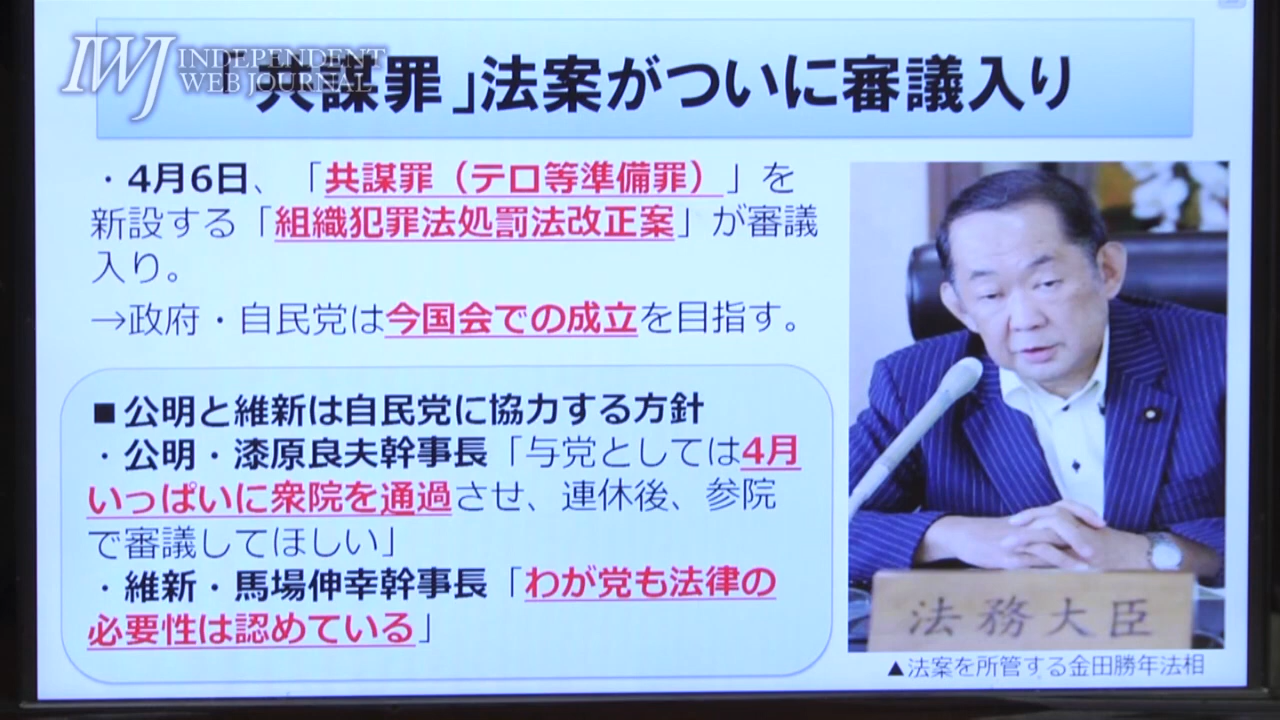 IWJ INDEPENDENT
WEB JOURNAL
「共謀罪」法案がついに審議入り
・4月6日、「共謀罪（テロ等準備罪）」を
新設する「組織犯罪法処罰法改正案」が審議
入り。
→政府・自民党は今国会での成立を目指す。
■公明と維新は自民党に協力する方針
・公明・漆原良夫幹事長「与党としては4月
いっぱいに衆院を通過させ、連休後、参院
で審議してほしい」
・維新・馬場伸幸幹事長「わが党も法律の
必要性は認めている」
法務大臣
▲法案を所管する金田勝年法相